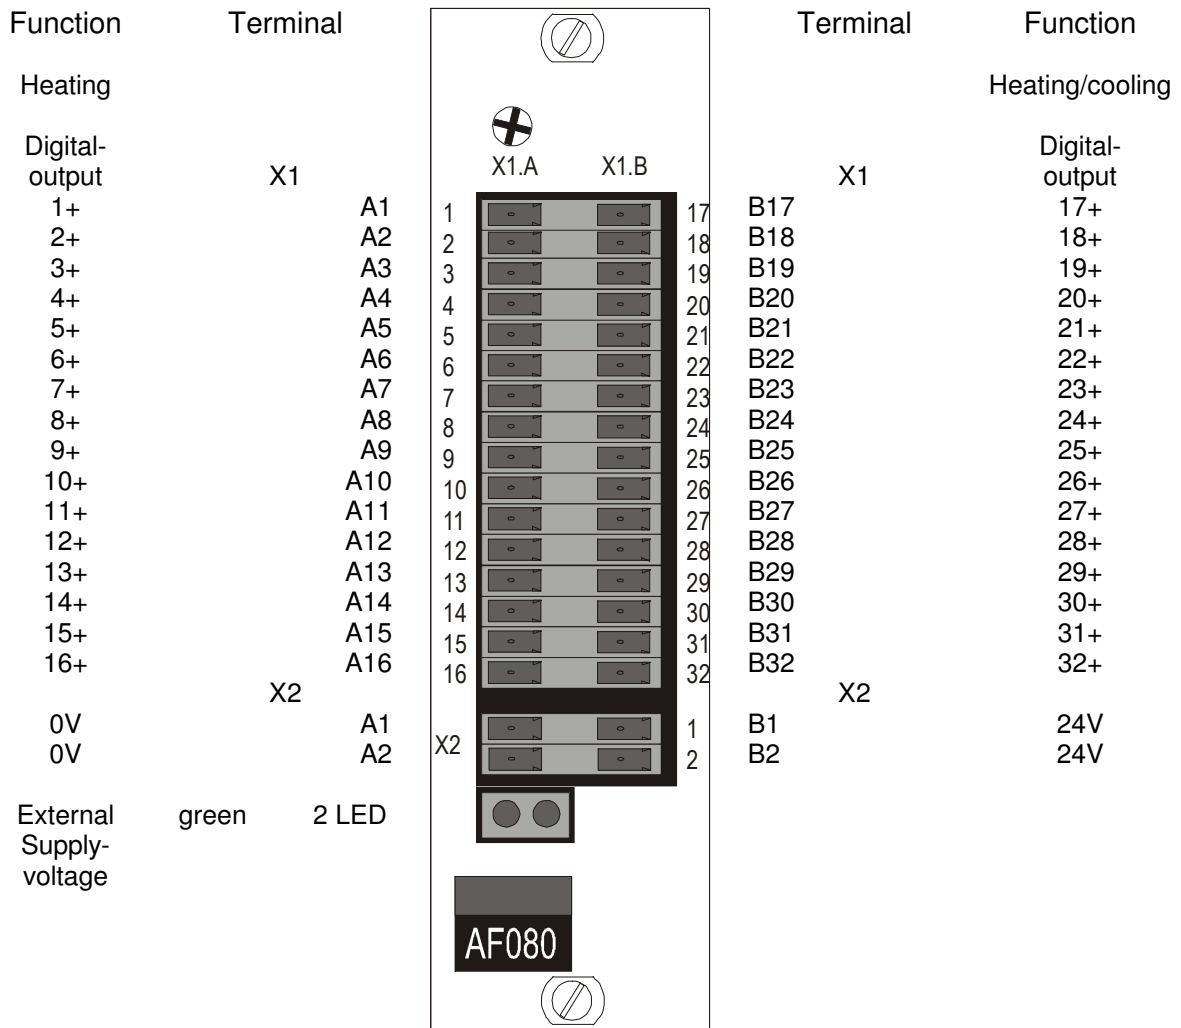 Function Terminal Terminal Function
Heating Heating/cooling
Digital- Digital-
output X1 X1.A X1.B X1 output
1+ A1 1 17 B17 17+
2+ A2 2 18 B18 18+
3+ A3 3 19 B19 19+
4+ A4 4 20 B20 20+
5+ A5 5 21 B21 21+
6+ A6 6 22 B22 22+
7+ A7 7 23 B23 23+
8+ A8 8 24 B24 24+
9+ A9 9 25 B25 25+
10+ A10 10 26 B26 26+
11+ A11 11 27 B27 27+
12+ A12 12 28 B28 28+
13+ A13 13 29 B29 29+
14+ A14 14 30 B30 30+
15+ A15 15 31 B31 31+
16+ A16 16 32 B32 32+
X2 X2
0V A1 X2 1 B1 24V
0V A2 2 B2 24V
External green 2 LED
Supply-
voltage
AF080